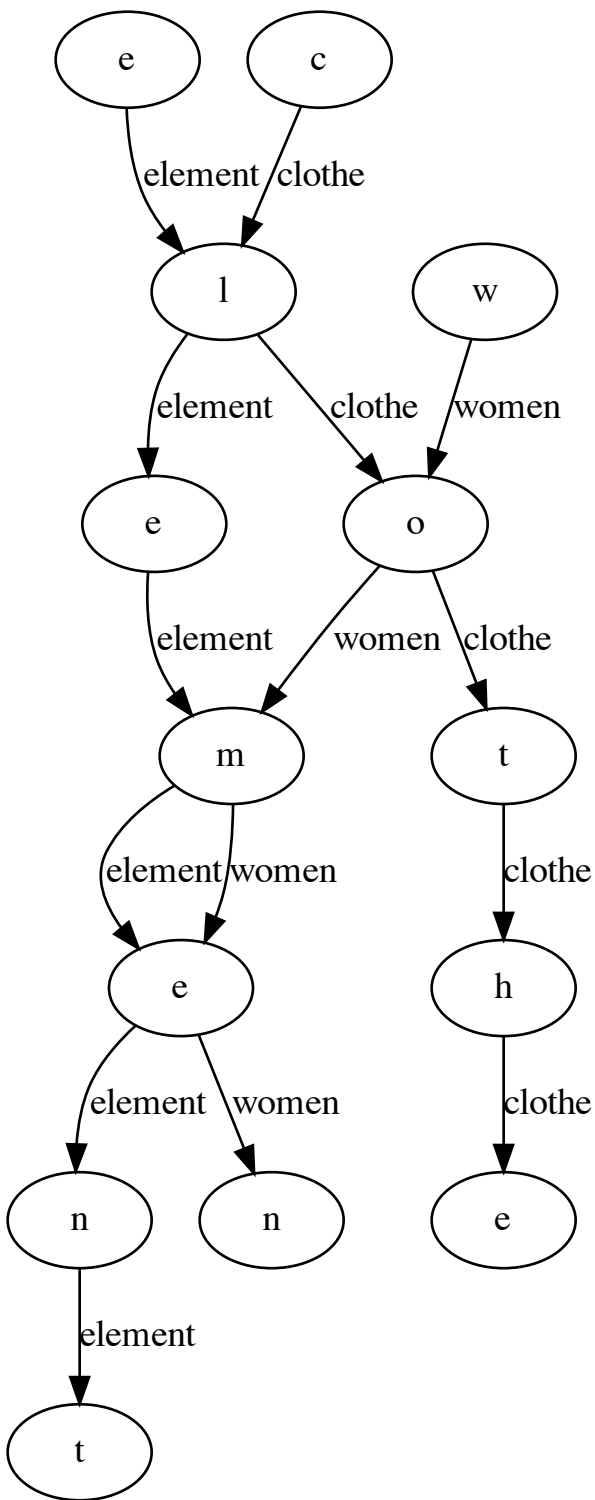 e c
element clothe
l w
element clothe women
e o
element women clothe
m t
element women clothe
e h
element women clothe
n n e
element
t